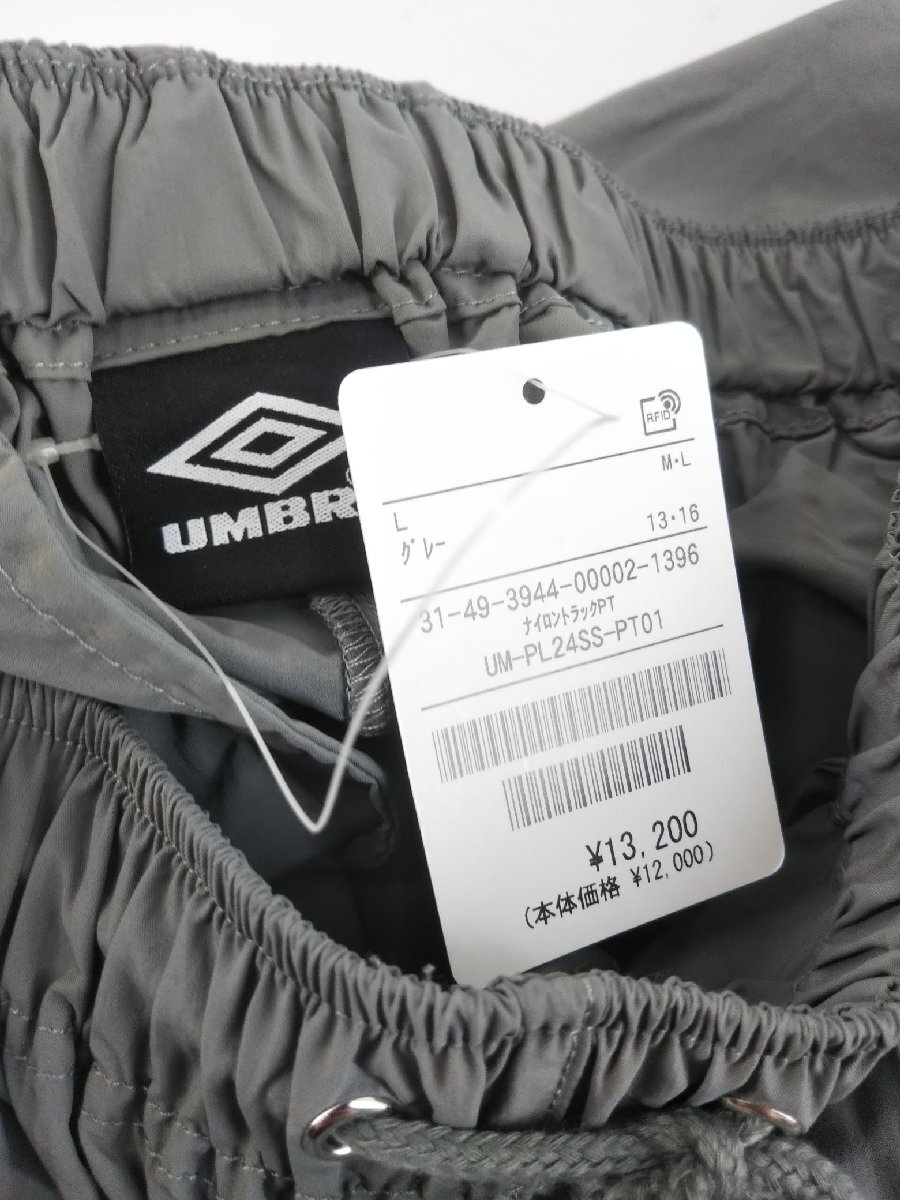 UMBR
RFID
M・L
L
グレー 13・16
31-49-3944-00002-1396
ナイロントラックPT
UM-PL24SS-PT01
¥13,200
(本体価格 ¥12,000)